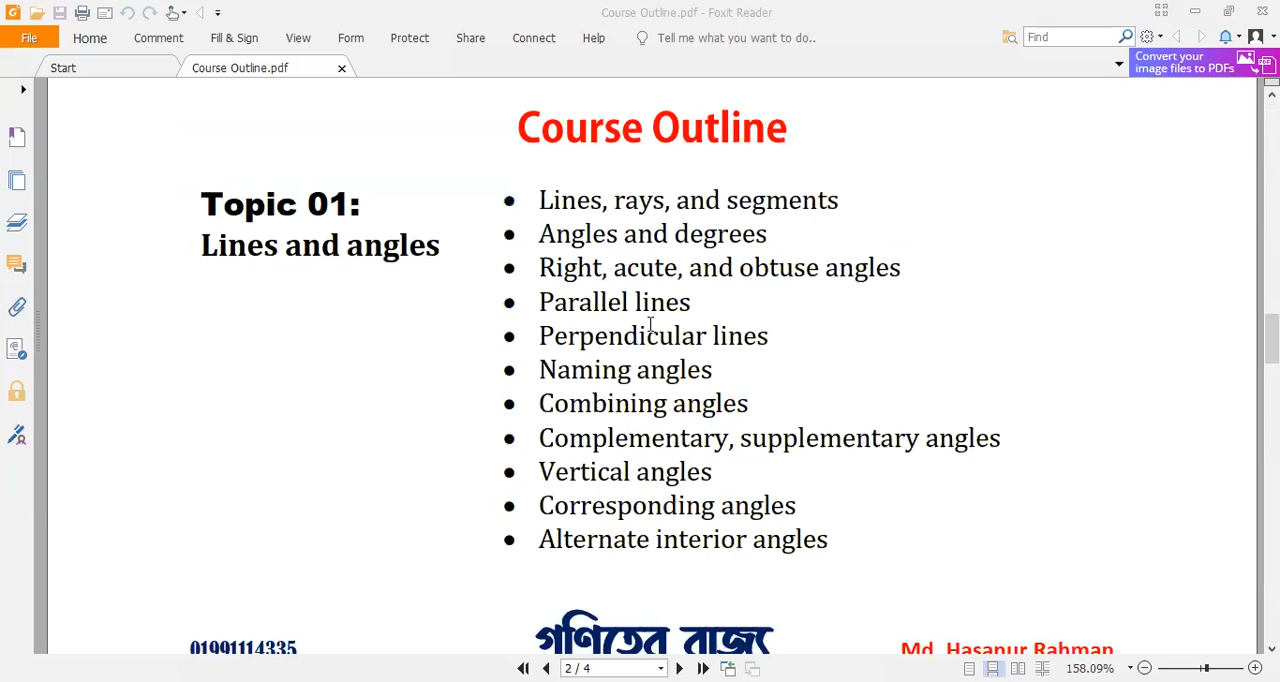 Course Outline.pdf - Foxit Reader
File Home Comment Fill & Sign View Form Protect Share Connect Help Tell me what you want to do.. Find
Start Course Outline.pdf
Convert your
image files to PDFs
Course Outline
Topic 01:
Lines and angles
• Lines, rays, and segments
• Angles and degrees
• Right, acute, and obtuse angles
• Parallel lines
• Perpendicular lines
• Naming angles
• Combining angles
• Complementary, supplementary angles
• Vertical angles
• Corresponding angles
• Alternate interior angles
01991114335 গণিতের রাজ্য Md. Hasanur Rahman
2 / 4 158.09%